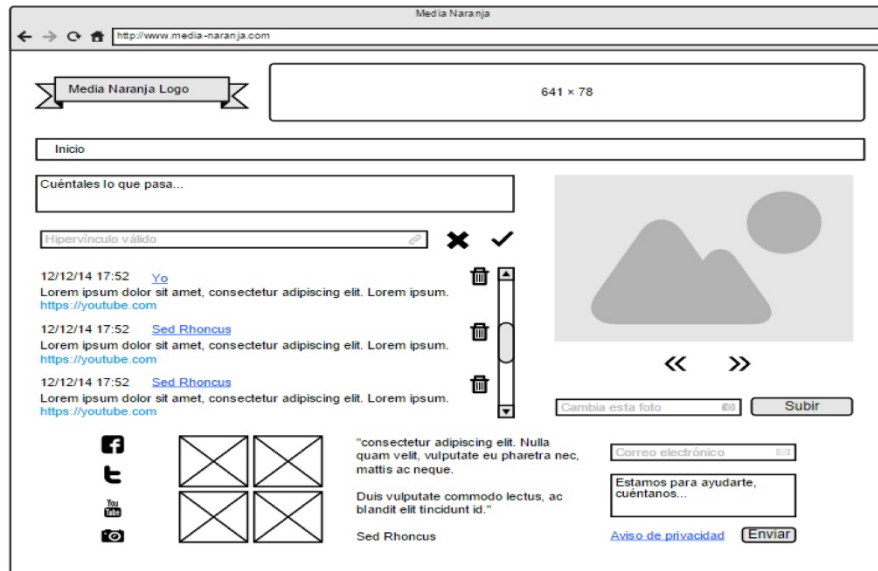 Media Naranja
http://www.media-naranja.com
Media Naranja Logo
641 × 78
Inicio
Cuéntales lo que pasa...
Hipervínculo válido
12/12/14 17:52 Yo
Lorem ipsum dolor sit amet, consectetur adipiscing elit. Lorem ipsum.
https://youtube.com
12/12/14 17:52 Sed Rhoncus
Lorem ipsum dolor sit amet, consectetur adipiscing elit. Lorem ipsum.
https://youtube.com
12/12/14 17:52 Sed Rhoncus
Lorem ipsum dolor sit amet, consectetur adipiscing elit. Lorem ipsum.
https://youtube.com
Cambia esta foto
Subir
You
Tube
"consectetur adipiscing elit. Nulla
quam velit, vulputate eu pharetra nec,
mattis ac neque.
Duis vulputate commodo lectus, ac
blandit elit tincidunt id."
Sed Rhoncus
Correo electrónico
Estamos para ayudarte,
cuéntanos...
Aviso de privacidad
Enviar